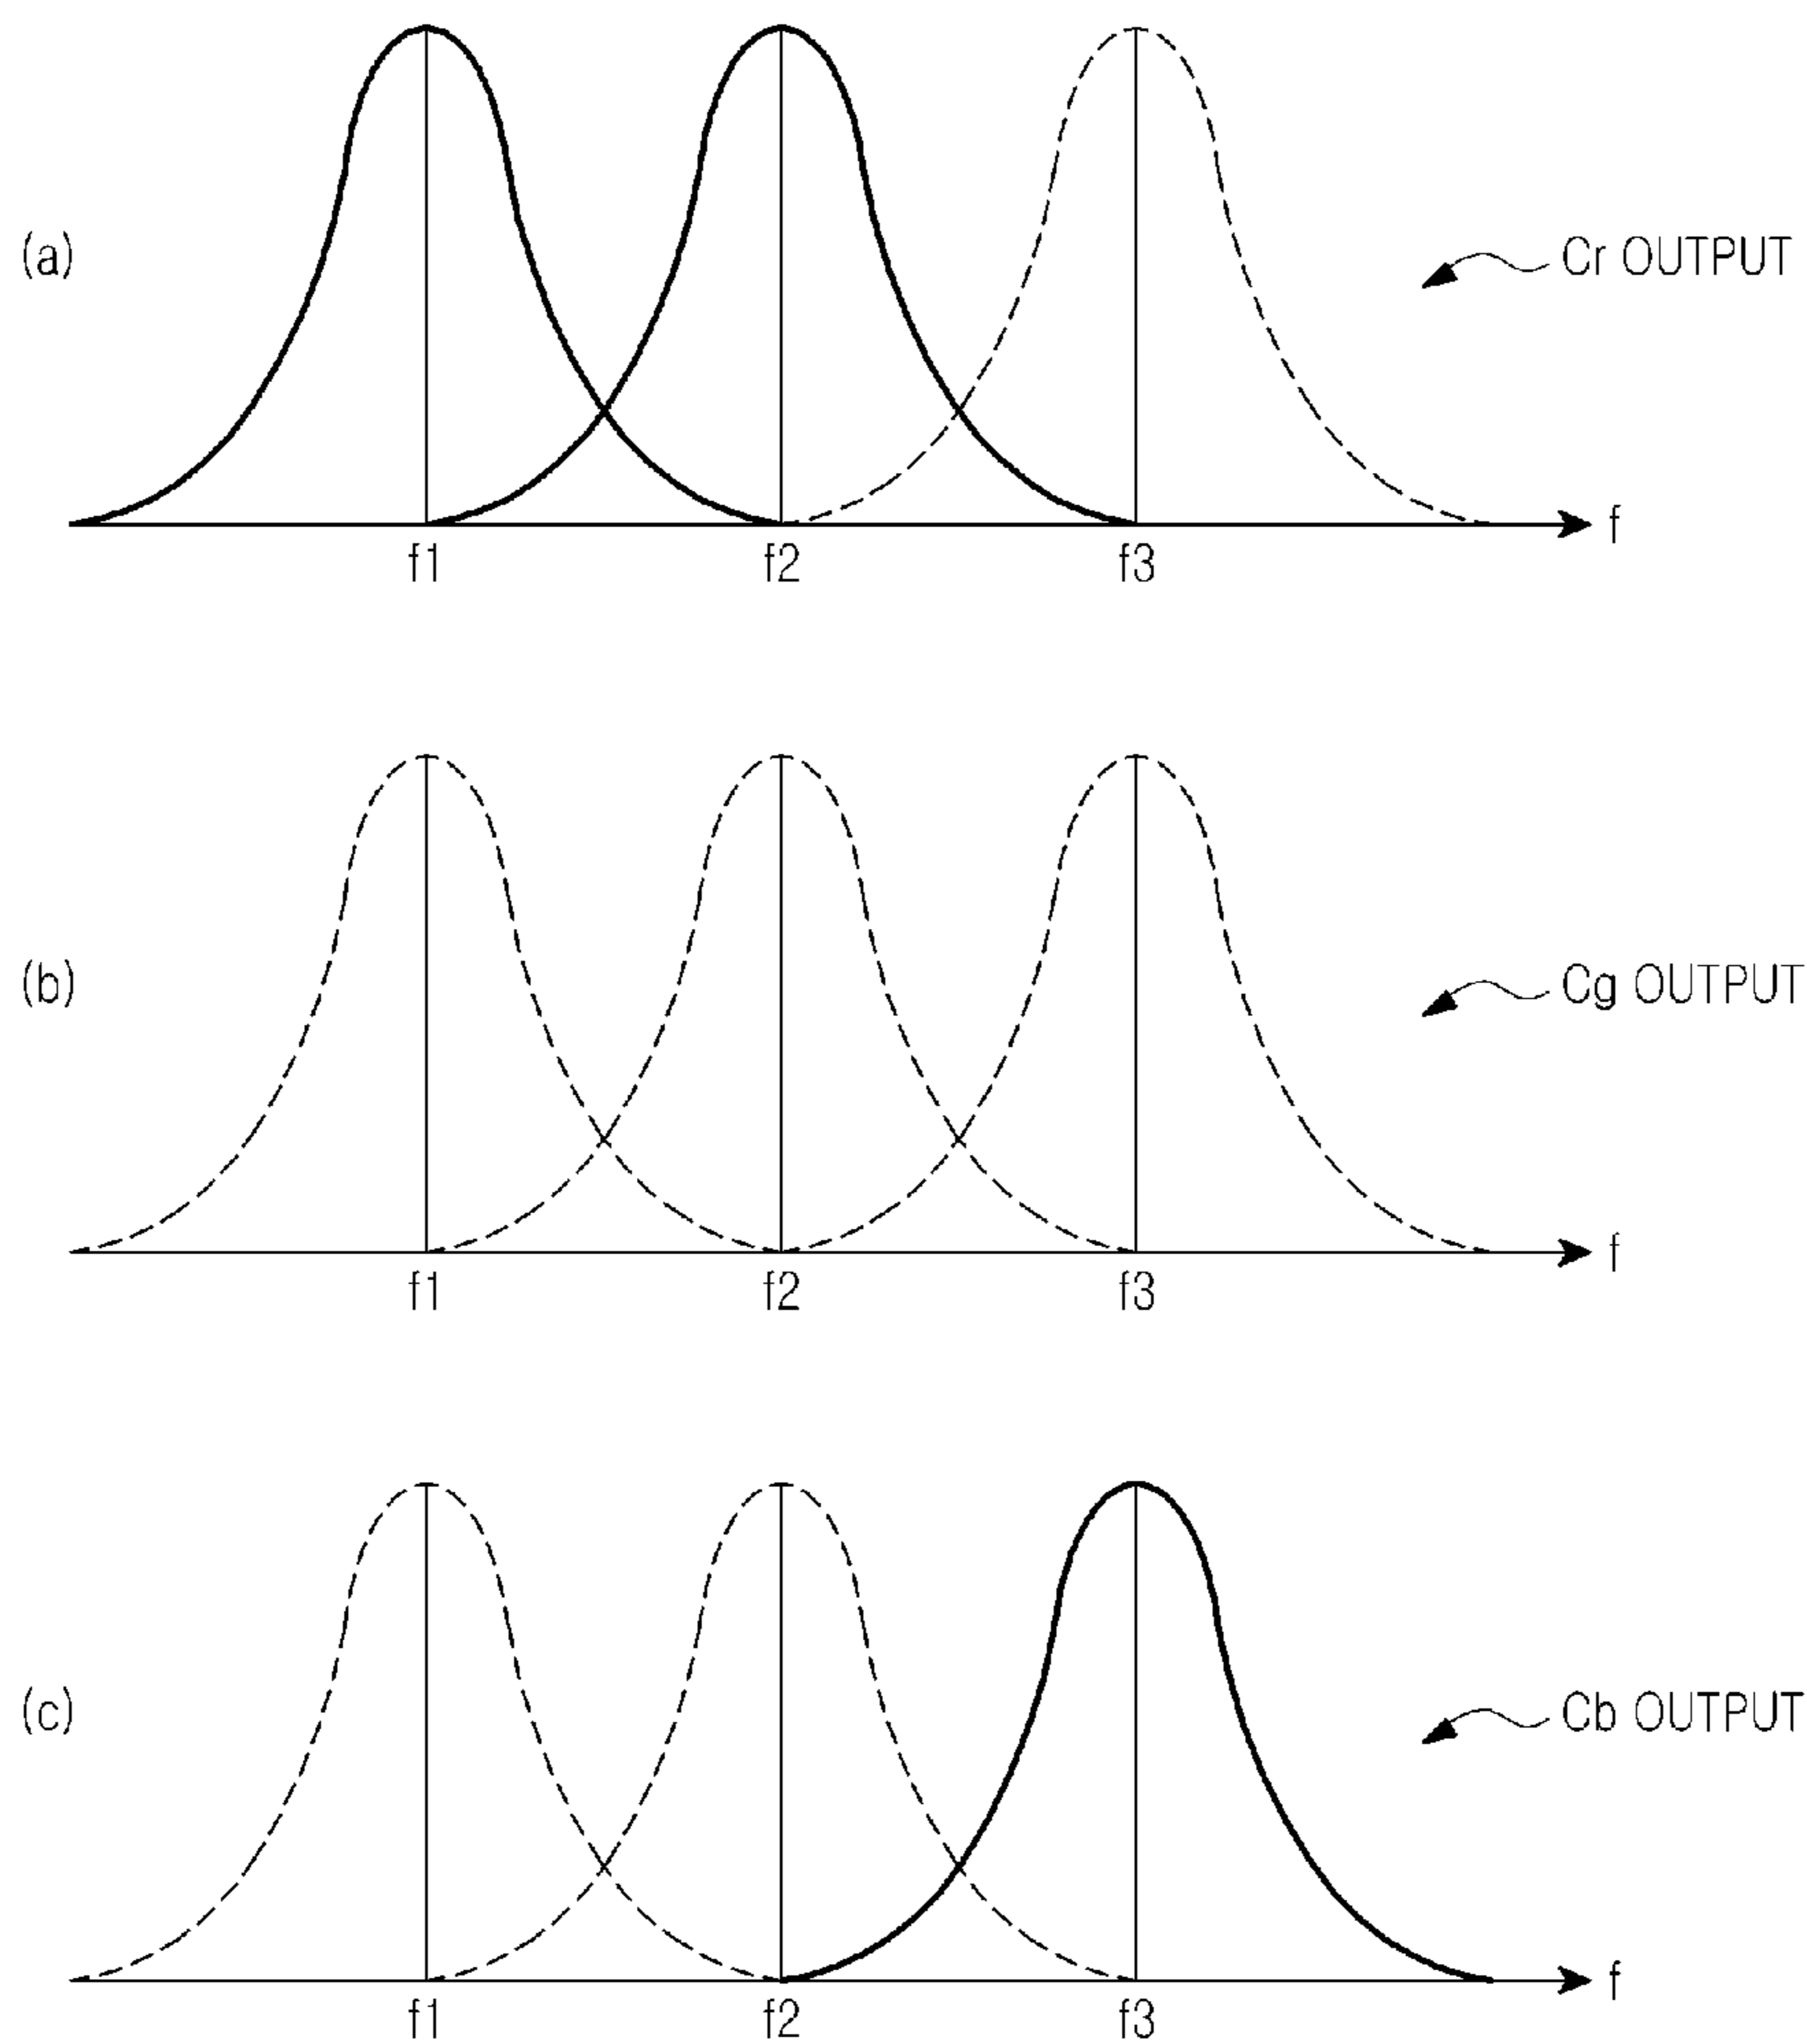 (a)
Cr OUTPUT
f
f1 f2 f3
(b)
Cg OUTPUT
f
f1 f2 f3
(c)
Cb OUTPUT
f
f1 f2 f3